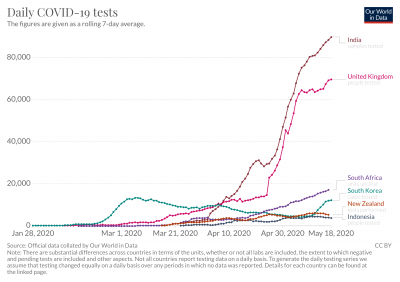 Daily COVID-19 tests
The figures are given as a rolling 7-day average.
Our World
in Data
India
80,000
United Kingdom
60,000
40,000
South Africa
20,000
South Korea
New Zealand
Indonesia
0
Jan 28, 2020
Mar 1, 2020
Mar 21, 2020
Apr 10, 2020
Apr 30, 2020
May 18, 2020
Source: Official data collated by Our World in Data
CC BY
Note: There are substantial differences across countries in terms of the units, whether or not all labs are included, the extent to which negative
and pending tests are included and other aspects. Not all countries report testing data on a daily basis. To generate the daily testing series we
assume that testing changed equally on a daily basis over any periods in which no data was reported. Details for each country can be found at
the linked page.